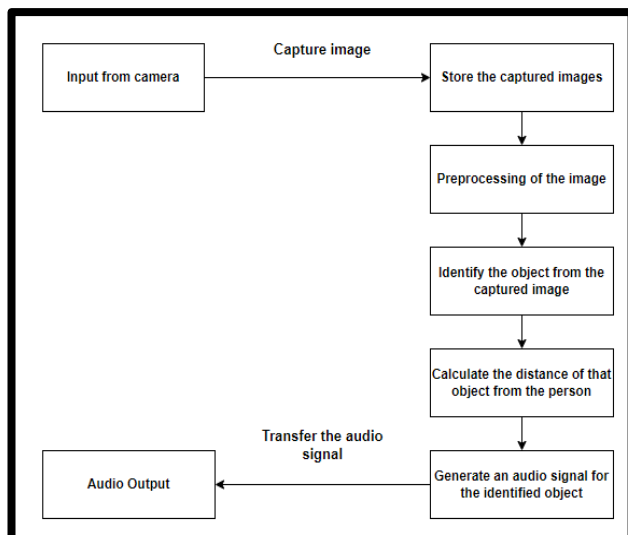 Capture image
Input from camera
Store the captured images
Preprocessing of the image
Identify the object from the
captured image
Calculate the distance of that
object from the person
Transfer the audio
signal
Audio Output
Generate an audio signal for
the identified object